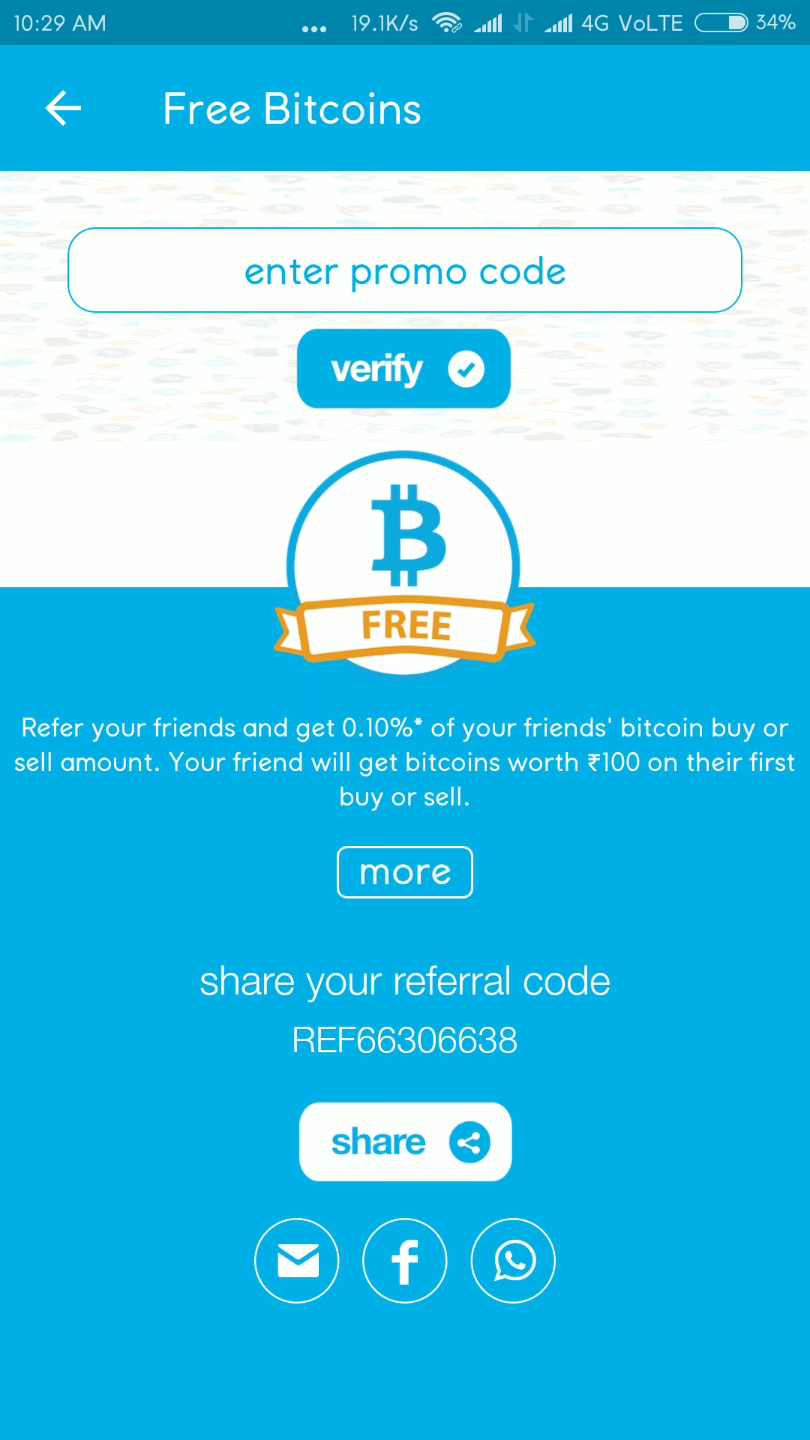 10:29 AM ... 19.1K/s 4G VoLTE 34%
Free Bitcoins
enter promo code
verify
FREE
Refer your friends and get 0.10%* of your friends' bitcoin buy or
sell amount. Your friend will get bitcoins worth ₹100 on their first
buy or sell.
more
share your referral code
REF66306638
share